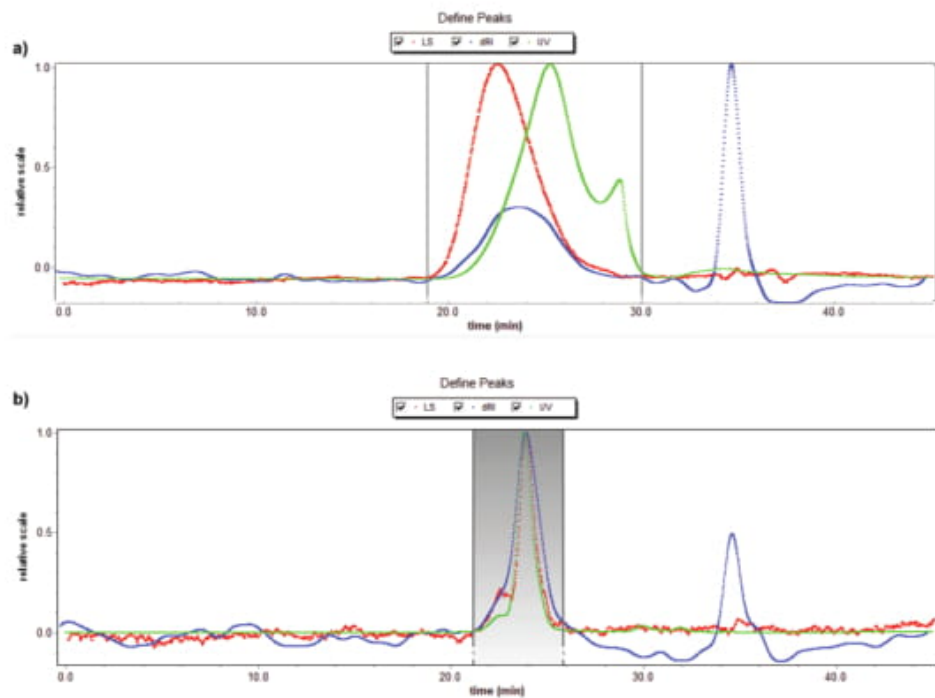 Define Peaks
a)
LS dRI UV
1.0
0.5
0.0
relative scale
0.0 10.0 20.0 30.0 40.0
time (min)
Define Peaks
b)
LS dRI UV
1.0
0.5
0.0
relative scale
0.0 10.0 20.0 30.0 40.0
time (min)